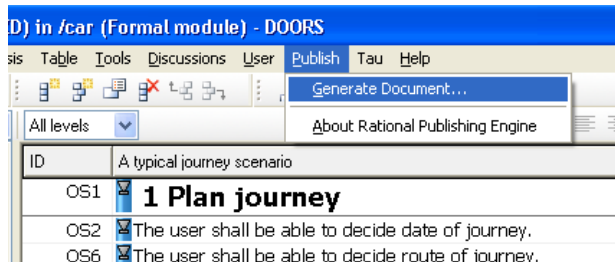 D) in /car (Formal module) - DOORS
sis Table Tools Discussions User Publish Tau Help
Generate Document...
All levels
About Rational Publishing Engine
ID A typical journey scenario
OS1 1 Plan journey
OS2 The user shall be able to decide date of journey.
OS6 The user shall be able to decide route of journey.